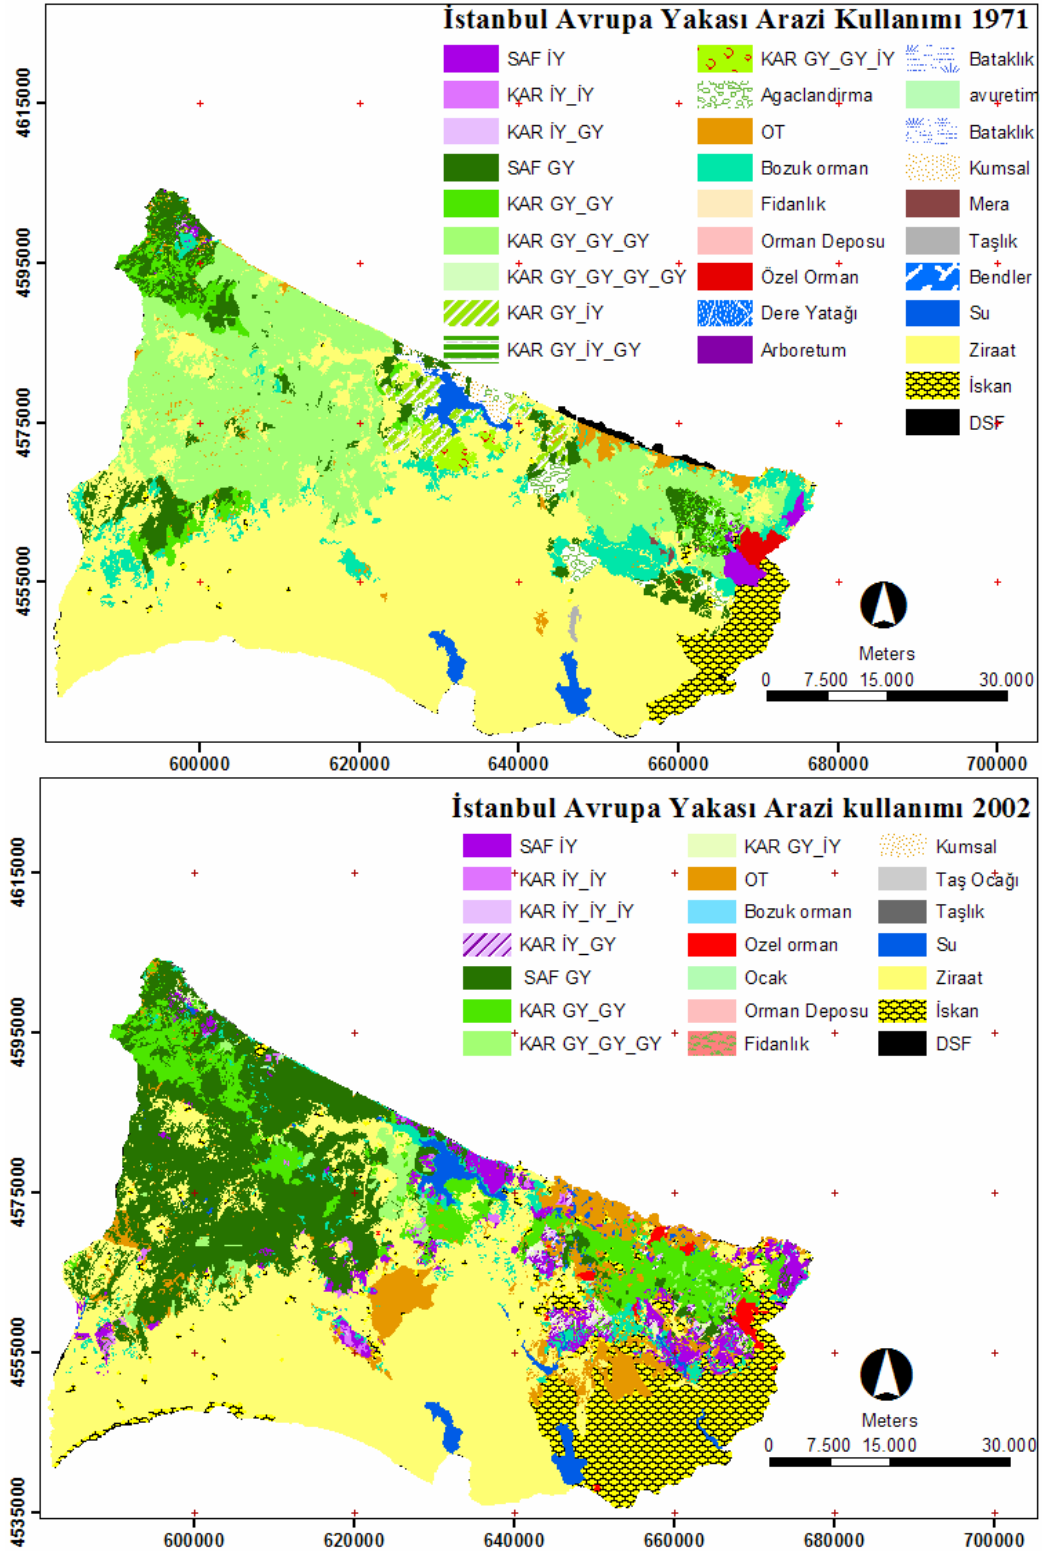 İstanbul Avrupa Yakası Arazi Kullanımı 1971
SAF İY
KAR İY_İY
KAR İY_GY
SAF GY
KAR GY_GY
KAR GY_GY_GY
KAR GY_GY_GY_GY
KAR GY_İY
KAR GY_İY_GY
KAR GY_GY_İY
Agaclandirma
OT
Bozuk orman
Fidanlık
Orman Deposu
Özel Orman
Dere Yatağı
Arboretum
Bataklık
avuretim
Bataklık
Kumsal
Mera
Taşlık
Bendler
Su
Ziraat
İskan
DSF
4615000
4595000
4575000
4555000
Meters
0 7.500 15.000 30.000
600000 620000 640000 660000 680000 700000
İstanbul Avrupa Yakası Arazi kullanımı 2002
SAF İY
KAR İY_İY
KAR İY_İY_İY
KAR İY_GY
SAF GY
KAR GY_GY
KAR GY_GY_GY
KAR GY_İY
OT
Bozuk orman
Ozel orman
Ocak
Orman Deposu
Fidanlık
Kumsal
Taş Ocağı
Taşlık
Su
Ziraat
İskan
DSF
4615000
4595000
4575000
4555000
4535000
Meters
0 7.500 15.000 30.000
600000 620000 640000 660000 680000 700000